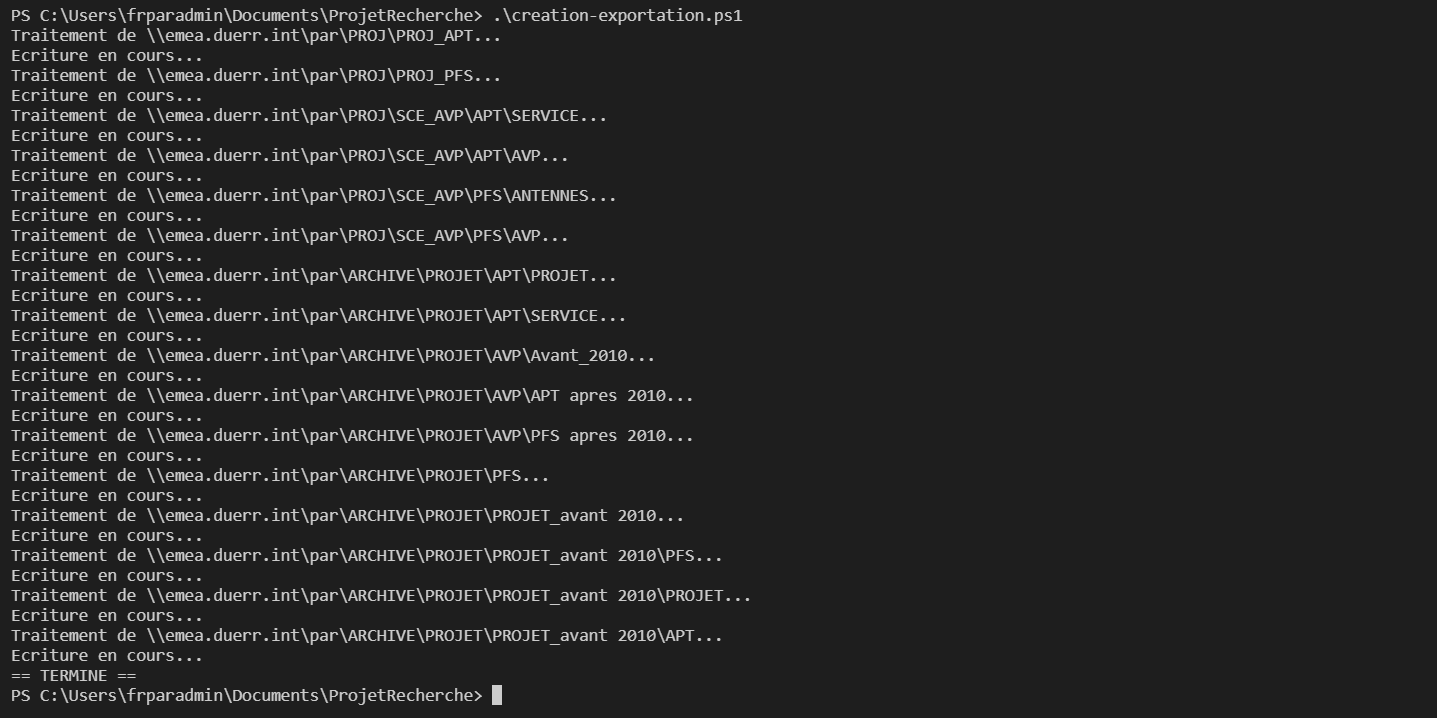 PS C:\Users\frparadmin\Documents\ProjetRecherche> .\creation-exportation.ps1
Traitement de \\emea.duerr.int\par\PROJ\PROJ_APT...
Ecriture en cours...
Traitement de \\emea.duerr.int\par\PROJ\PROJ_PFS...
Ecriture en cours...
Traitement de \\emea.duerr.int\par\PROJ\SCE_AVP\APT\SERVICE...
Ecriture en cours...
Traitement de \\emea.duerr.int\par\PROJ\SCE_AVP\APT\AVP...
Ecriture en cours...
Traitement de \\emea.duerr.int\par\PROJ\SCE_AVP\PFS\ANTENNES...
Ecriture en cours...
Traitement de \\emea.duerr.int\par\PROJ\SCE_AVP\PFS\AVP...
Ecriture en cours...
Traitement de \\emea.duerr.int\par\ARCHIVE\PROJET\APT\PROJET...
Ecriture en cours...
Traitement de \\emea.duerr.int\par\ARCHIVE\PROJET\APT\SERVICE...
Ecriture en cours...
Traitement de \\emea.duerr.int\par\ARCHIVE\PROJET\AVP\Avant_2010...
Ecriture en cours...
Traitement de \\emea.duerr.int\par\ARCHIVE\PROJET\AVP\APT apres 2010...
Ecriture en cours...
Traitement de \\emea.duerr.int\par\ARCHIVE\PROJET\AVP\PFS apres 2010...
Ecriture en cours...
Traitement de \\emea.duerr.int\par\ARCHIVE\PROJET\PFS...
Ecriture en cours...
Traitement de \\emea.duerr.int\par\ARCHIVE\PROJET\PROJET_avant 2010...
Ecriture en cours...
Traitement de \\emea.duerr.int\par\ARCHIVE\PROJET\PROJET_avant 2010\PFS...
Ecriture en cours...
Traitement de \\emea.duerr.int\par\ARCHIVE\PROJET\PROJET_avant 2010\PROJET...
Ecriture en cours...
Traitement de \\emea.duerr.int\par\ARCHIVE\PROJET\PROJET_avant 2010\APT...
Ecriture en cours...
== TERMINE ==
PS C:\Users\frparadmin\Documents\ProjetRecherche>